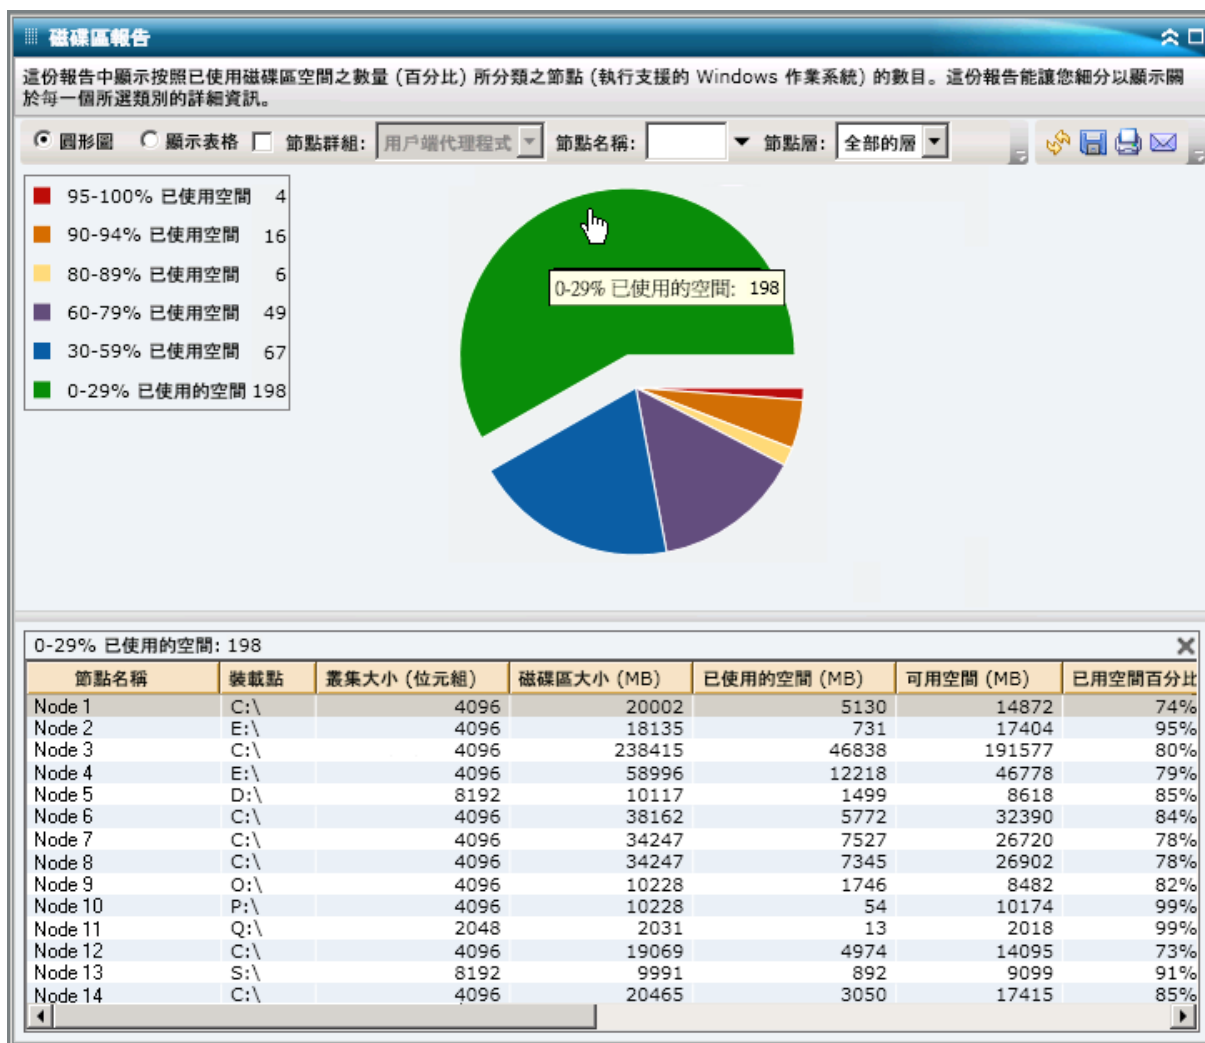 磁碟區報告
這份報告中顯示按照已使用磁碟區空間之數量 (百分比) 所分類之節點 (執行支援的 Windows 作業系統) 的數目。這份報告能讓您細分以顯示關
於每一個所選類別的詳細資訊。
圓形圖 顯示表格 節點群組: 用戶端代理程式 節點名稱: 節點層: 全部的層
95-100% 已使用空間 4
90-94% 已使用空間 16
80-89% 已使用空間 6
60-79% 已使用空間 49
30-59% 已使用空間 67
0-29% 已使用的空間 198
0-29% 已使用的空間: 198
0-29% 已使用的空間: 198
節點名稱 裝載點 叢集大小 (位元組) 磁碟區大小 (MB) 已使用的空間 (MB) 可用空間 (MB) 已用空間百分比
Node 1 C:\ 4096 20002 5130 14872 74%
Node 2 E:\ 4096 18135 731 17404 95%
Node 3 C:\ 4096 238415 46838 191577 80%
Node 4 E:\ 4096 58996 12218 46778 79%
Node 5 D:\ 8192 10117 1499 8618 85%
Node 6 C:\ 4096 38162 5772 32390 84%
Node 7 C:\ 4096 34247 7527 26720 78%
Node 8 C:\ 4096 34247 7345 26902 78%
Node 9 O:\ 4096 10228 1746 8482 82%
Node 10 P:\ 4096 10228 54 10174 99%
Node 11 Q:\ 2048 2031 13 2018 99%
Node 12 C:\ 4096 19069 4974 14095 73%
Node 13 S:\ 8192 9991 892 9099 91%
Node 14 C:\ 4096 20465 3050 17415 85%